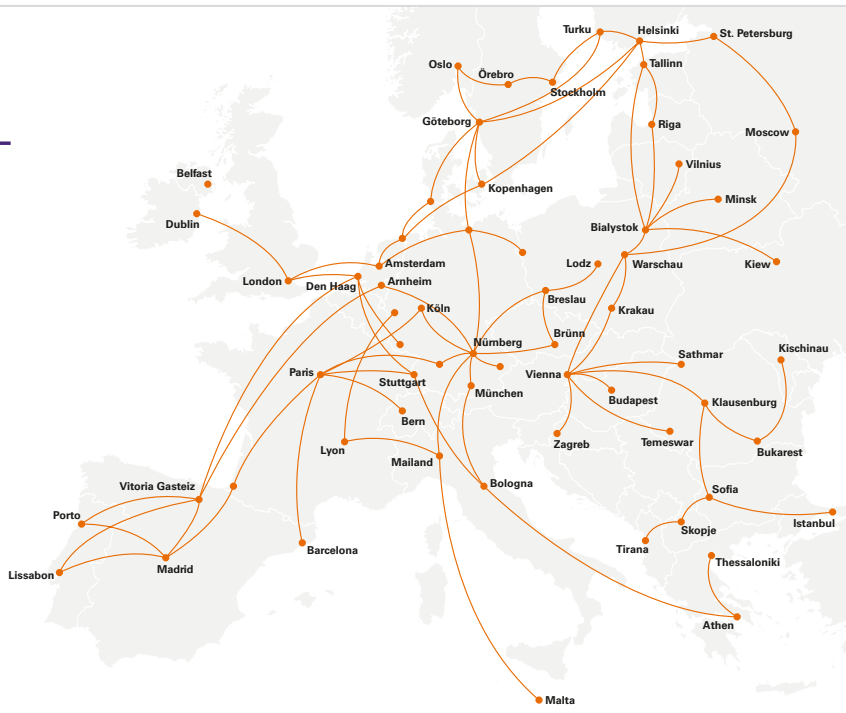 Turku
Helsinki
St. Petersburg
Oslo
Örebro
Tallinn
Stockholm
Göteborg
Riga
Moscow
Vilnius
Belfast
Kopenhagen
Minsk
Dublin
Bialystok
Amsterdam
Lodz
Warschau
Kiew
London
Den Haag
Arnheim
Breslau
Köln
Krakau
Nürnberg
Brünn
Sathmar
Kischinau
Paris
Stuttgart
Vienna
München
Budapest
Klausenburg
Bern
Lyon
Zagreb
Temeswar
Bukarest
Mailand
Vitoria Gasteiz
Bologna
Sofia
Porto
Istanbul
Skopje
Barcelona
Tirana
Lissabon
Madrid
Thessaloniki
Athen
Malta